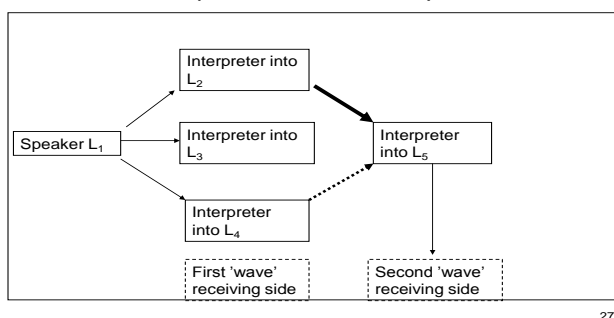 Interpreter into
L₂
Speaker L₁
Interpreter into
L₃
Interpreter
into L₅
Interpreter
into L₄
First 'wave'
receiving side
Second 'wave'
receiving side
27